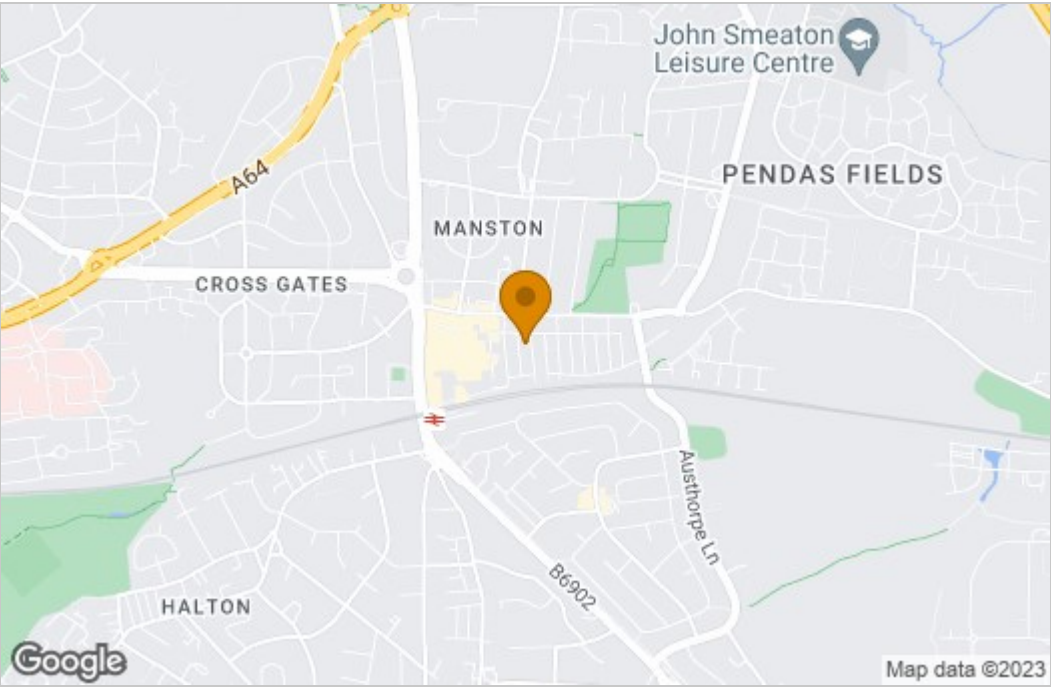 John Smeaton
Leisure Centre
A64
PENDAS FIELDS
MANSTON
CROSS GATES
Austhorpe Ln
B6902
HALTON
Google
Map data ©2023